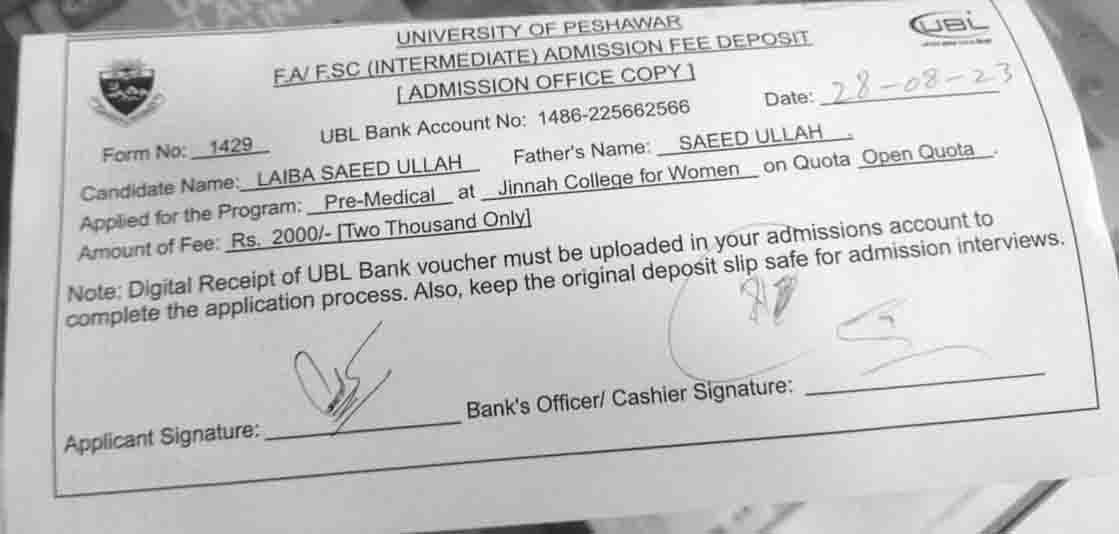 UNIVERSITY OF PESHAWAR
UBL
F.A/ F.SC (INTERMEDIATE) ADMISSION FEE DEPOSIT
[ ADMISSION OFFICE COPY ]
Form No: 1429 UBL Bank Account No: 1486-225662566 Date: 28-08-23
Candidate Name: LAIBA SAEED ULLAH Father's Name: SAEED ULLAH .
Applied for the Program: Pre-Medical at Jinnah College for Women on Quota Open Quota .
Amount of Fee: Rs. 2000/- [Two Thousand Only]
Note: Digital Receipt of UBL Bank voucher must be uploaded in your admissions account to
complete the application process. Also, keep the original deposit slip safe for admission interviews.
Applicant Signature: Bank's Officer/ Cashier Signature: